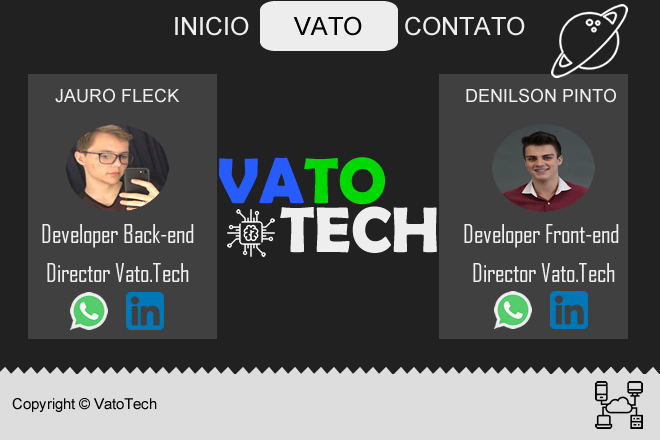 INICIO VATO CONTATO
JAURO FLECK
Developer Back-end
Director Vato.Tech
in
VATO
TECH
DENILSON PINTO
Developer Front-end
Director Vato.Tech
in
Copyright © VatoTech